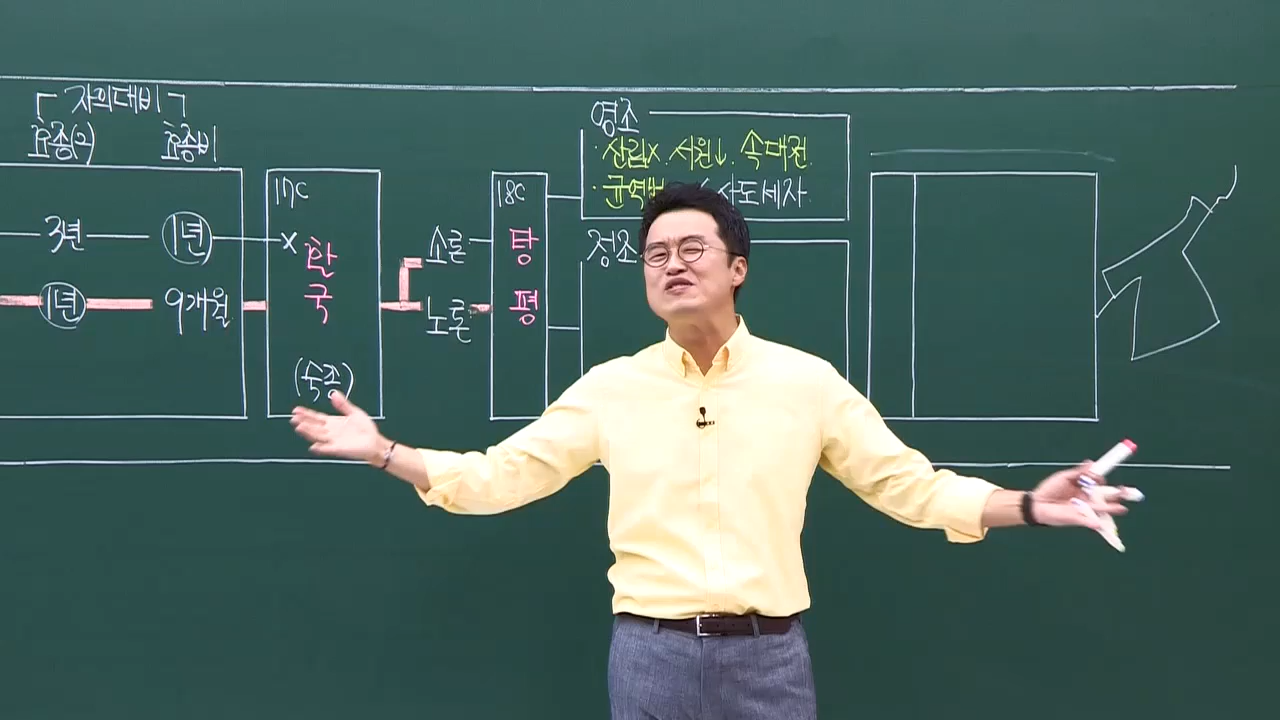 ┌ 자의대비 ┐
효종(2) 효종비
3년 1년 x
1년 9개월
17C
환국
(숙종)
소론
노론
18C
탕평
영조
· 산림x. 서원↓. 속대전.
· 균역법 사도세자
정조